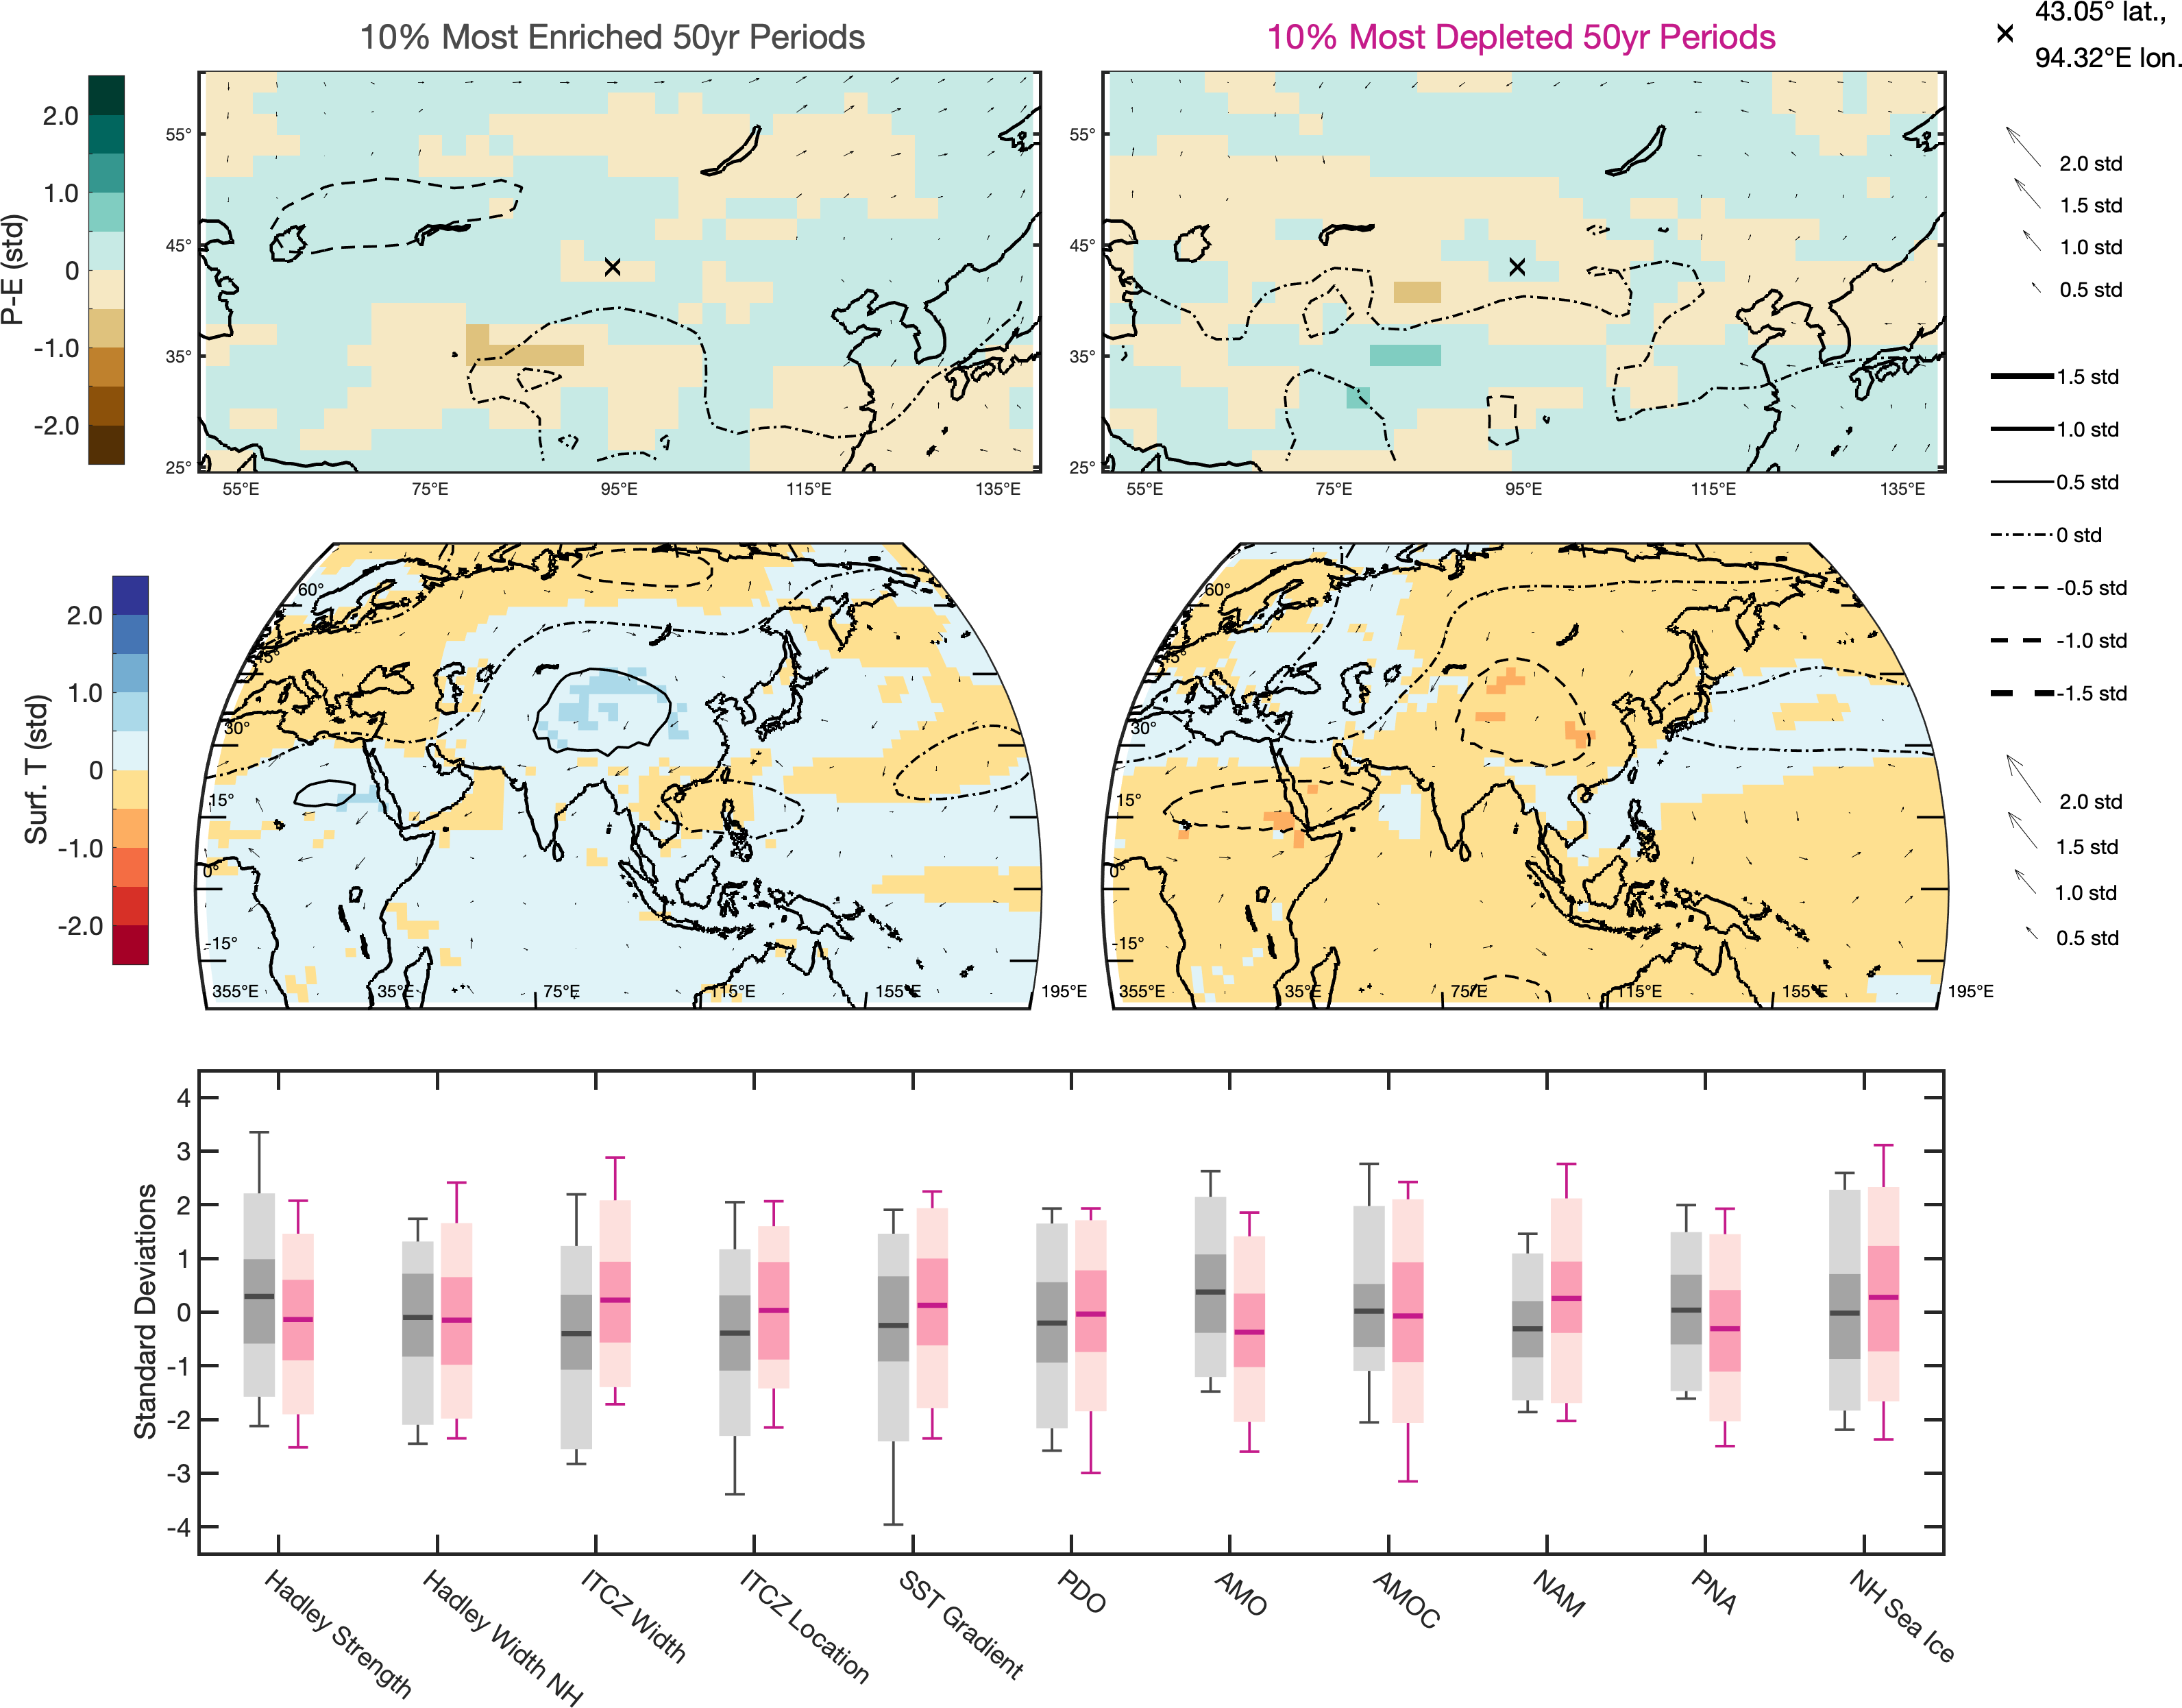 10% Most Enriched 50yr Periods
10% Most Depleted 50yr Periods
43.05° lat.,
94.32°E lon.
P-E (std)
2.0
1.0
0
-1.0
-2.0
55°
45°
35°
25°
55°E 75°E 95°E 115°E 135°E
55°
45°
35°
25°
55°E 75°E 95°E 115°E 135°E
2.0 std
1.5 std
1.0 std
0.5 std
1.5 std
1.0 std
0.5 std
0 std
-0.5 std
-1.0 std
-1.5 std
Surf. T (std)
2.0
1.0
0
-1.0
-2.0
60°
45°
30°
15°
0°
-15°
355°E 35°E 75°E 115°E 155°E 195°E
60°
45°
30°
15°
0°
-15°
355°E 35°E 75°E 115°E 155°E 195°E
2.0 std
1.5 std
1.0 std
0.5 std
Standard Deviations
4
3
2
1
0
-1
-2
-3
-4
Hadley Strength
Hadley Width NH
ITCZ Width
ITCZ Location
SST Gradient
PDO
AMO
AMOC
NAM
PNA
NH Sea Ice